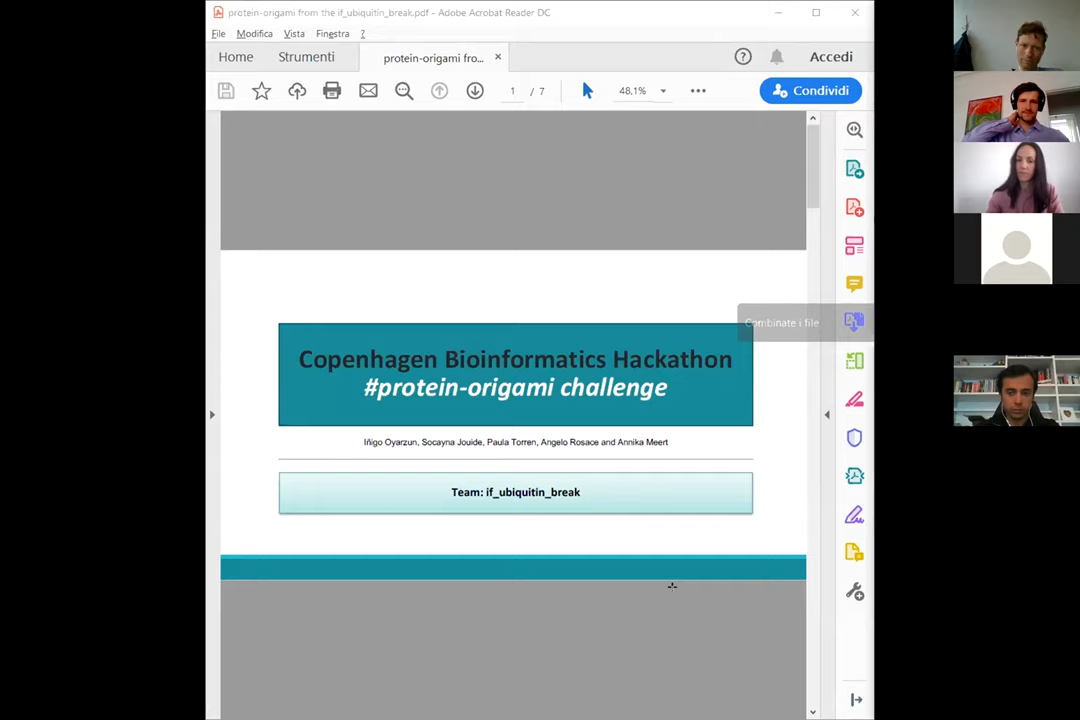 protein-origami from the if_ubiquitin_break.pdf - Adobe Acrobat Reader DC
File Modifica Vista Finestra ?
Home Strumenti protein-origami fro... × Accedi
1 / 7 48,1% Condividi
Combinate i file
Copenhagen Bioinformatics Hackathon
#protein-origami challenge
Iñigo Oyarzun, Socayna Jouide, Paula Torren, Angelo Rosace and Annika Meert
Team: if_ubiquitin_break